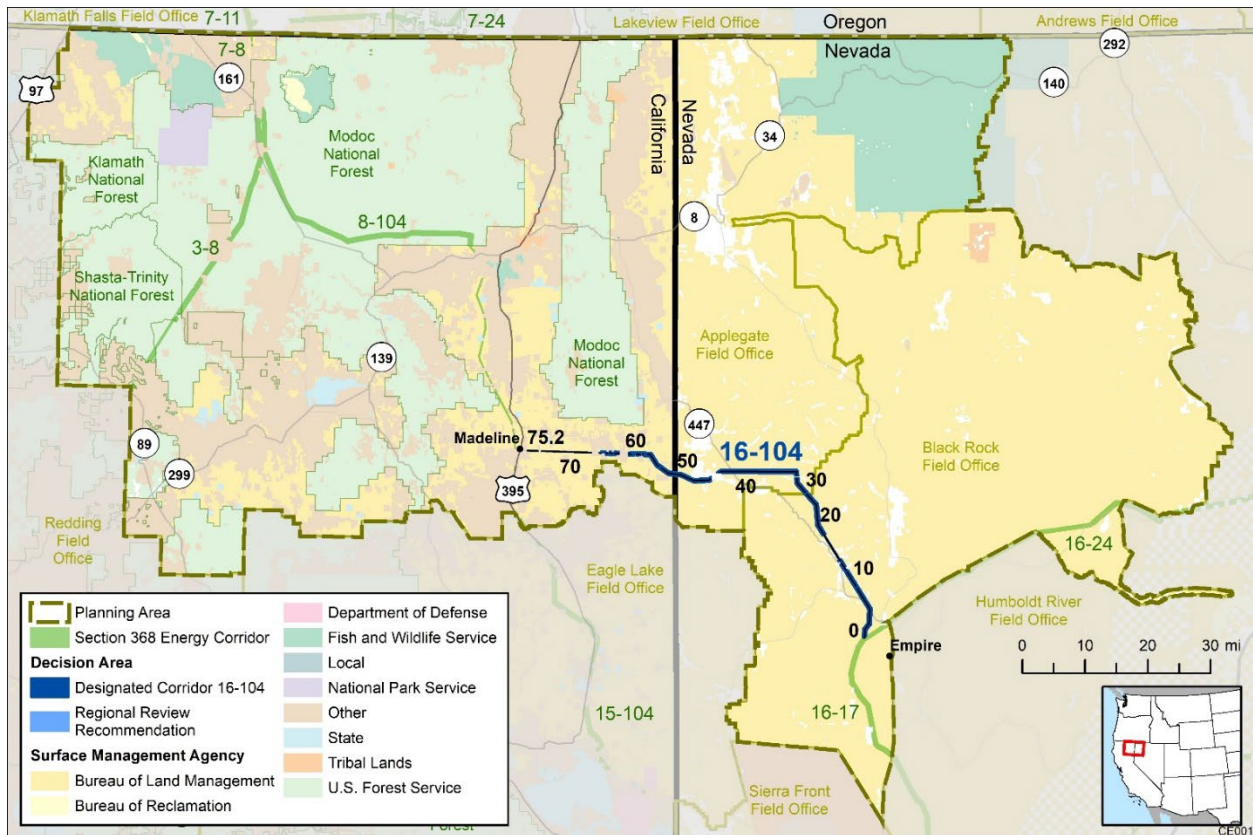 Klamath Falls Field Office
7-11
7-24
Lakeview Field Office
Oregon
Andrews Field Office
Nevada
292
97
7-8
161
140
California
Nevada
34
Modoc
National
Forest
Klamath
National
Forest
8
8-104
3-8
Shasta-Trinity
National Forest
Applegate
Field Office
139
Modoc
National
Forest
447
Black Rock
Field Office
Madeline
75.2
60
16-104
70
50
40
30
20
89
299
395
Redding
Field
Office
16-24
10
Eagle Lake
Field Office
Humboldt River
Field Office
0
Empire
0 10 20 30 mi
16-17
15-104
Sierra Front
Field Office
Planning Area
Section 368 Energy Corridor
Decision Area
Designated Corridor 16-104
Regional Review
Recommendation
Surface Management Agency
Bureau of Land Management
Bureau of Reclamation
Department of Defense
Fish and Wildlife Service
Local
National Park Service
Other
State
Tribal Lands
U.S. Forest Service
Forest
CE001